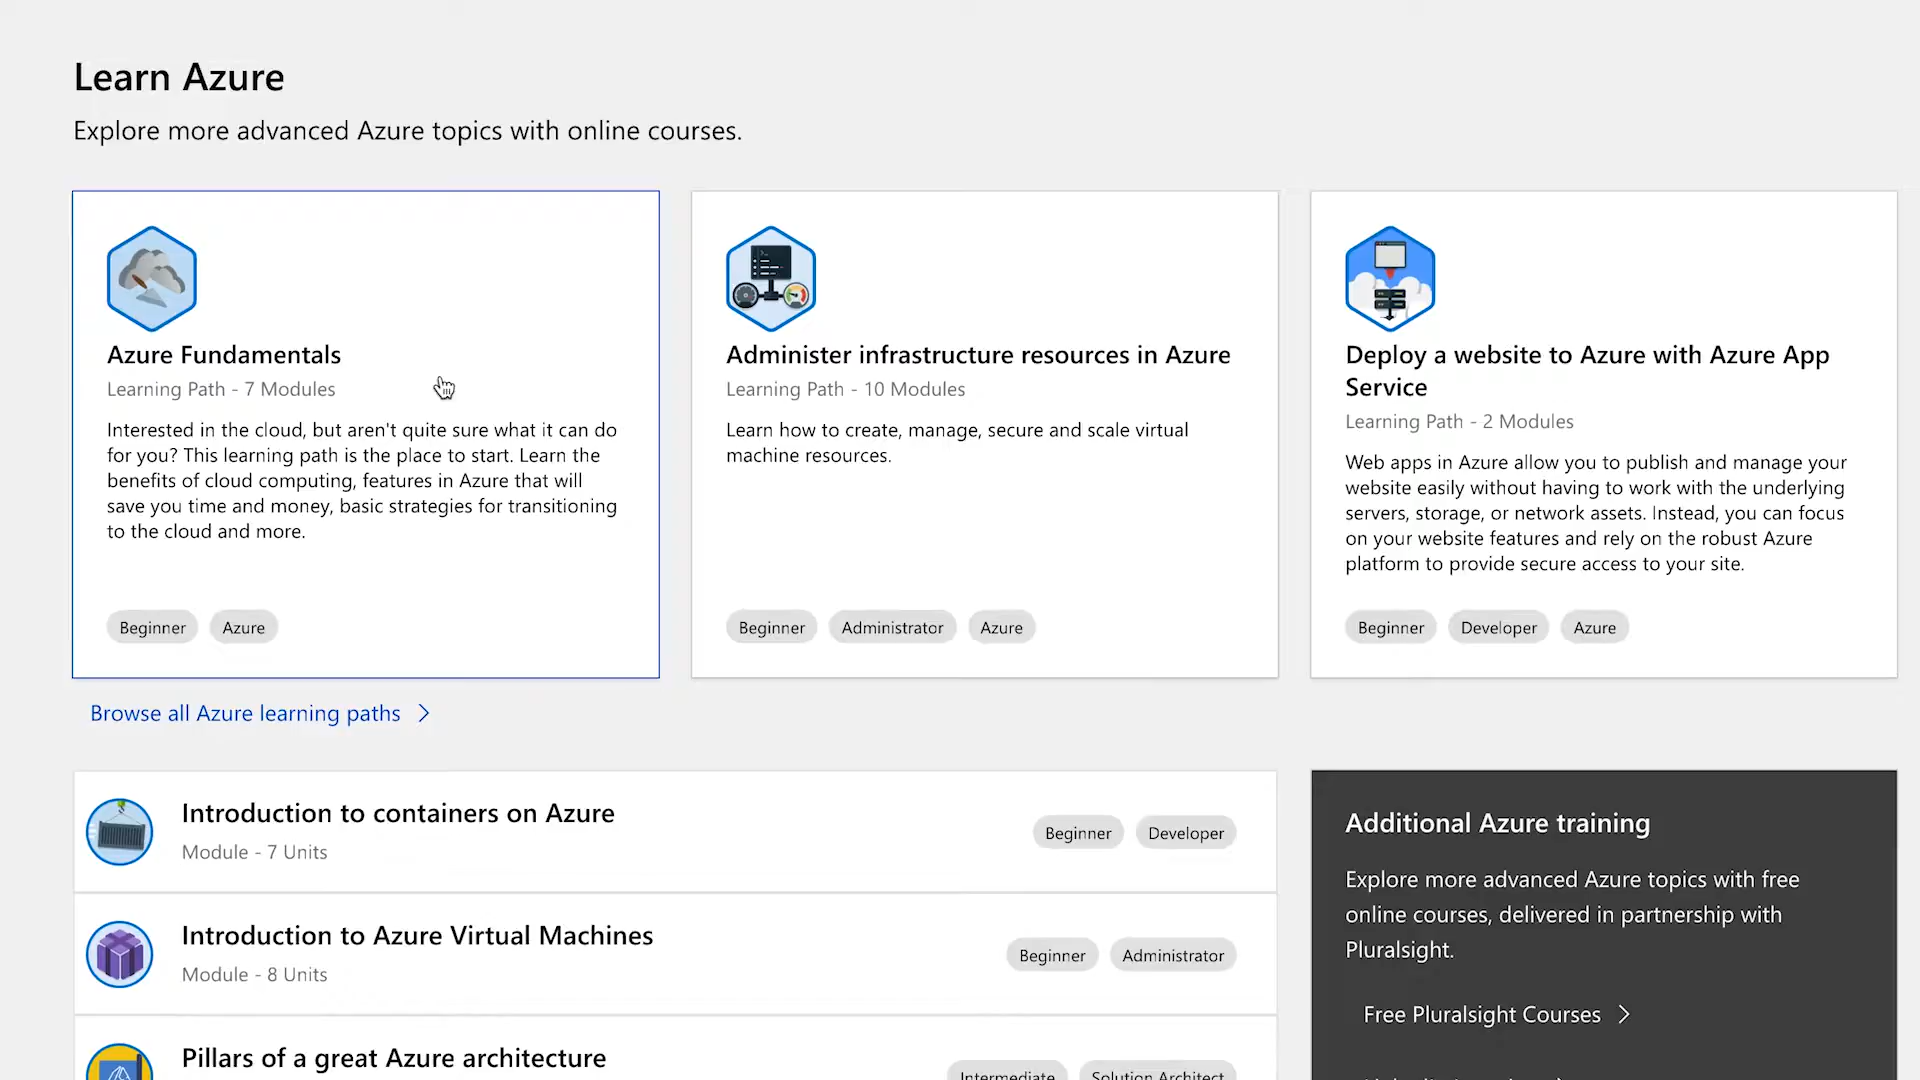 Learn Azure
Explore more advanced Azure topics with online courses.
Azure Fundamentals
Learning Path - 7 Modules
Interested in the cloud, but aren't quite sure what it can do
for you? This learning path is the place to start. Learn the
benefits of cloud computing, features in Azure that will
save you time and money, basic strategies for transitioning
to the cloud and more.
Beginner
Azure
Administer infrastructure resources in Azure
Learning Path - 10 Modules
Learn how to create, manage, secure and scale virtual
machine resources.
Beginner
Administrator
Azure
Deploy a website to Azure with Azure App
Service
Learning Path - 2 Modules
Web apps in Azure allow you to publish and manage your
website easily without having to work with the underlying
servers, storage, or network assets. Instead, you can focus
on your website features and rely on the robust Azure
platform to provide secure access to your site.
Beginner
Developer
Azure
Browse all Azure learning paths
Introduction to containers on Azure
Module - 7 Units
Beginner
Developer
Introduction to Azure Virtual Machines
Module - 8 Units
Beginner
Administrator
Pillars of a great Azure architecture
Intermediate
Solution Architect
Additional Azure training
Explore more advanced Azure topics with free
online courses, delivered in partnership with
Pluralsight.
Free Pluralsight Courses